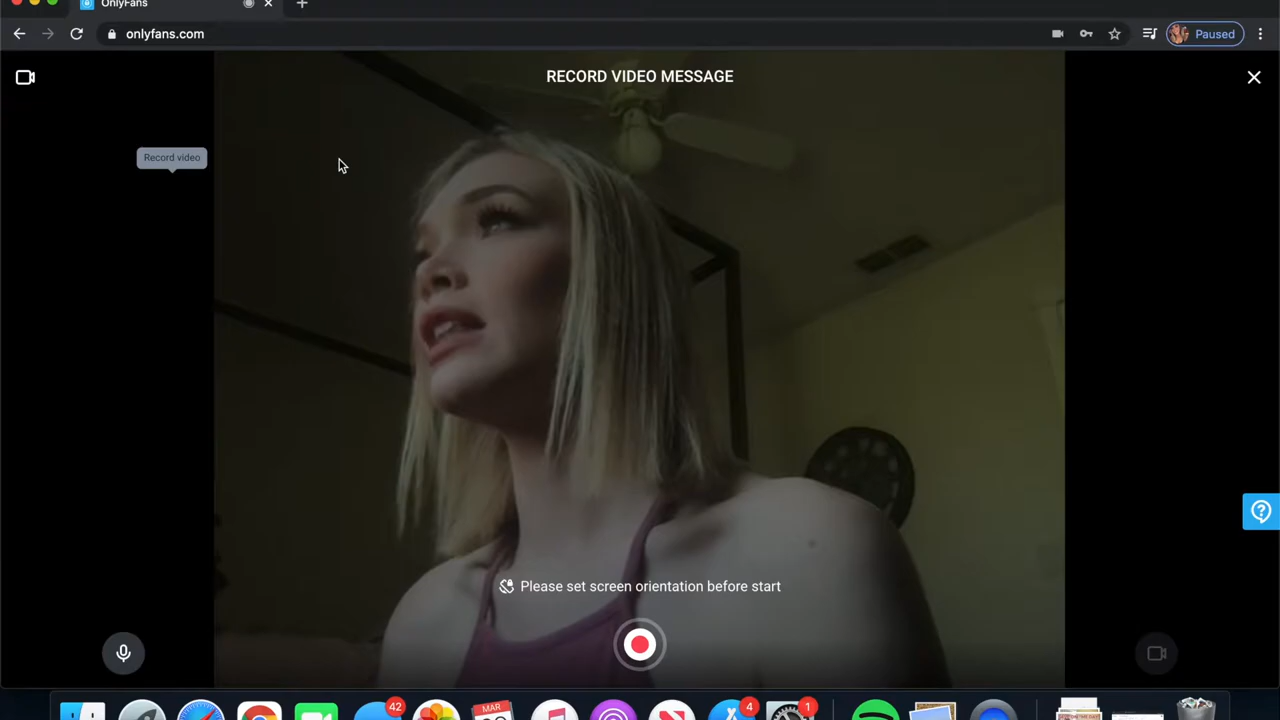 OnlyFans
onlyfans.com
Paused
RECORD VIDEO MESSAGE
Record video
Please set screen orientation before start
42
MAR
4
1